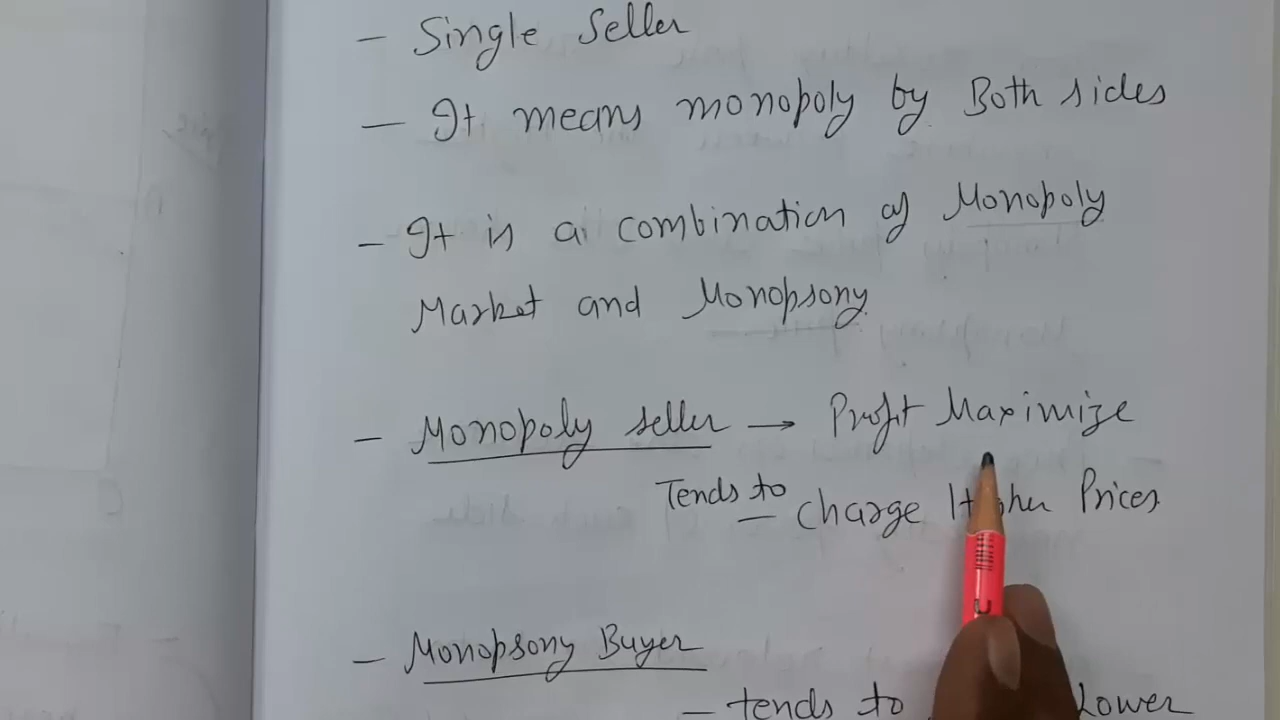 - Single Seller
- It means monopoly by Both sides
- It is a combination of Monopoly
Market and Monopsony
- Monopoly seller → Profit Maximize
Tends to
- charge Prices
- Monopsony Buyer
- tends to Lower